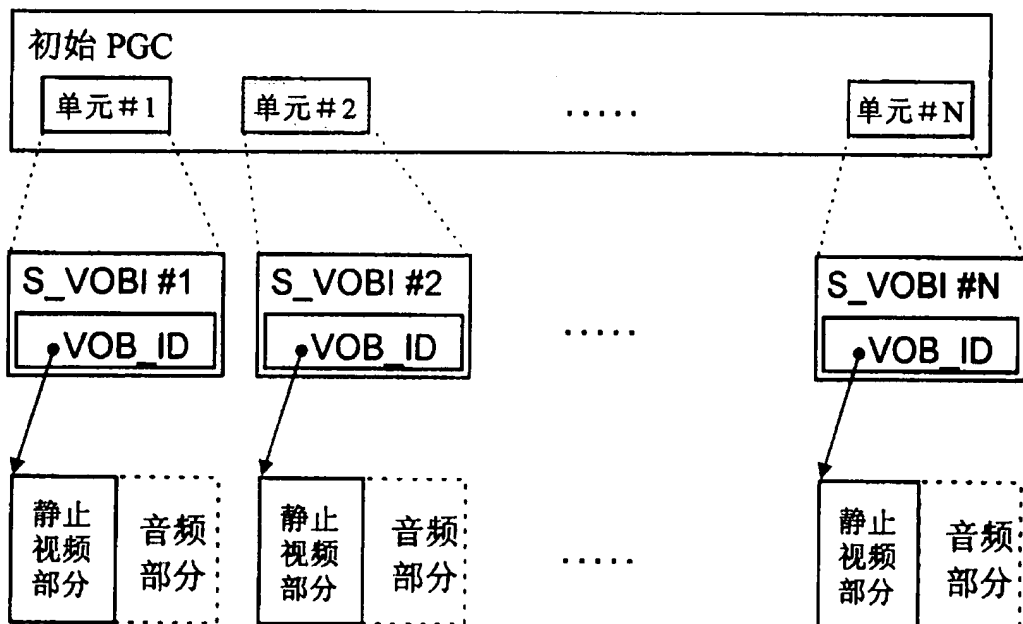 初始 PGC
单元#1 单元#2 ..... 单元#N
S_VOBI #1 S_VOBI #2 S_VOBI #N
.....
VOB_ID VOB_ID VOB_ID
静止 静止 静止
音频 音频 音频
视频 视频 视频
.....
部分 部分 部分
部分 部分 部分